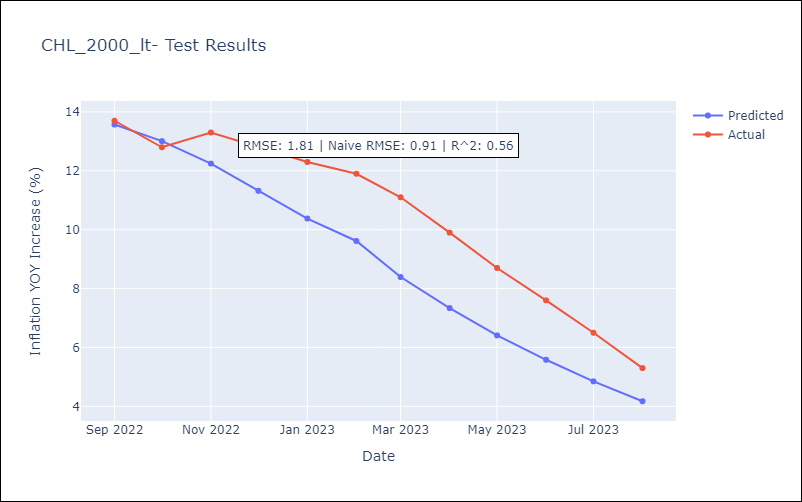 CHL_2000_lt- Test Results
Predicted
Actual
RMSE: 1.81 | Naive RMSE: 0.91 | R^2: 0.56
Inflation YOY Increase (%)
14
12
10
8
6
4
Sep 2022
Nov 2022
Jan 2023
Mar 2023
May 2023
Jul 2023
Date